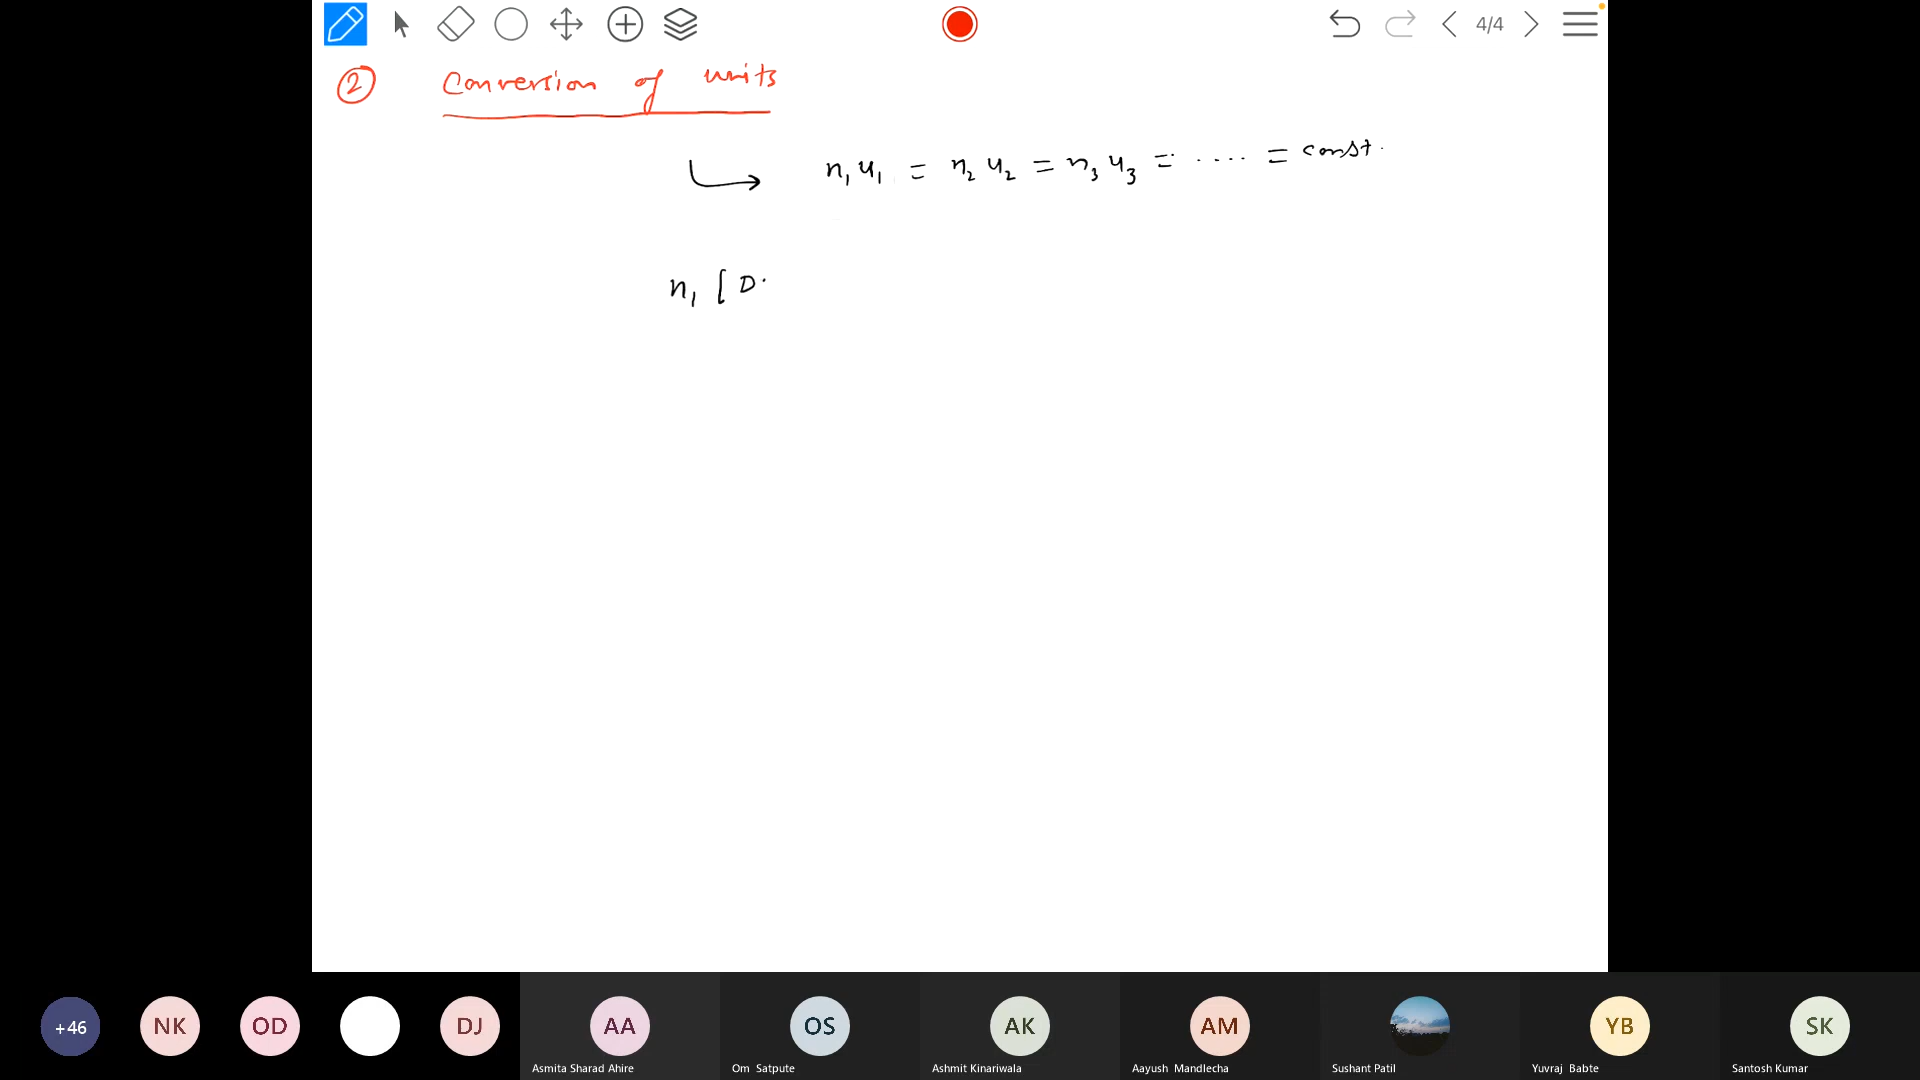 4/4
② Conversion of units
n₁u₁ = n₂u₂ = n₃u₃ = ..... = const.
n₁ [ D.
+46 NK OD DJ AA OS AK AM YB SK
Asmita Sharad Ahire Om Satpute Ashmit Kinariwala Aayush Mandlecha Sushant Patil Yuvraj Babte Santosh Kumar